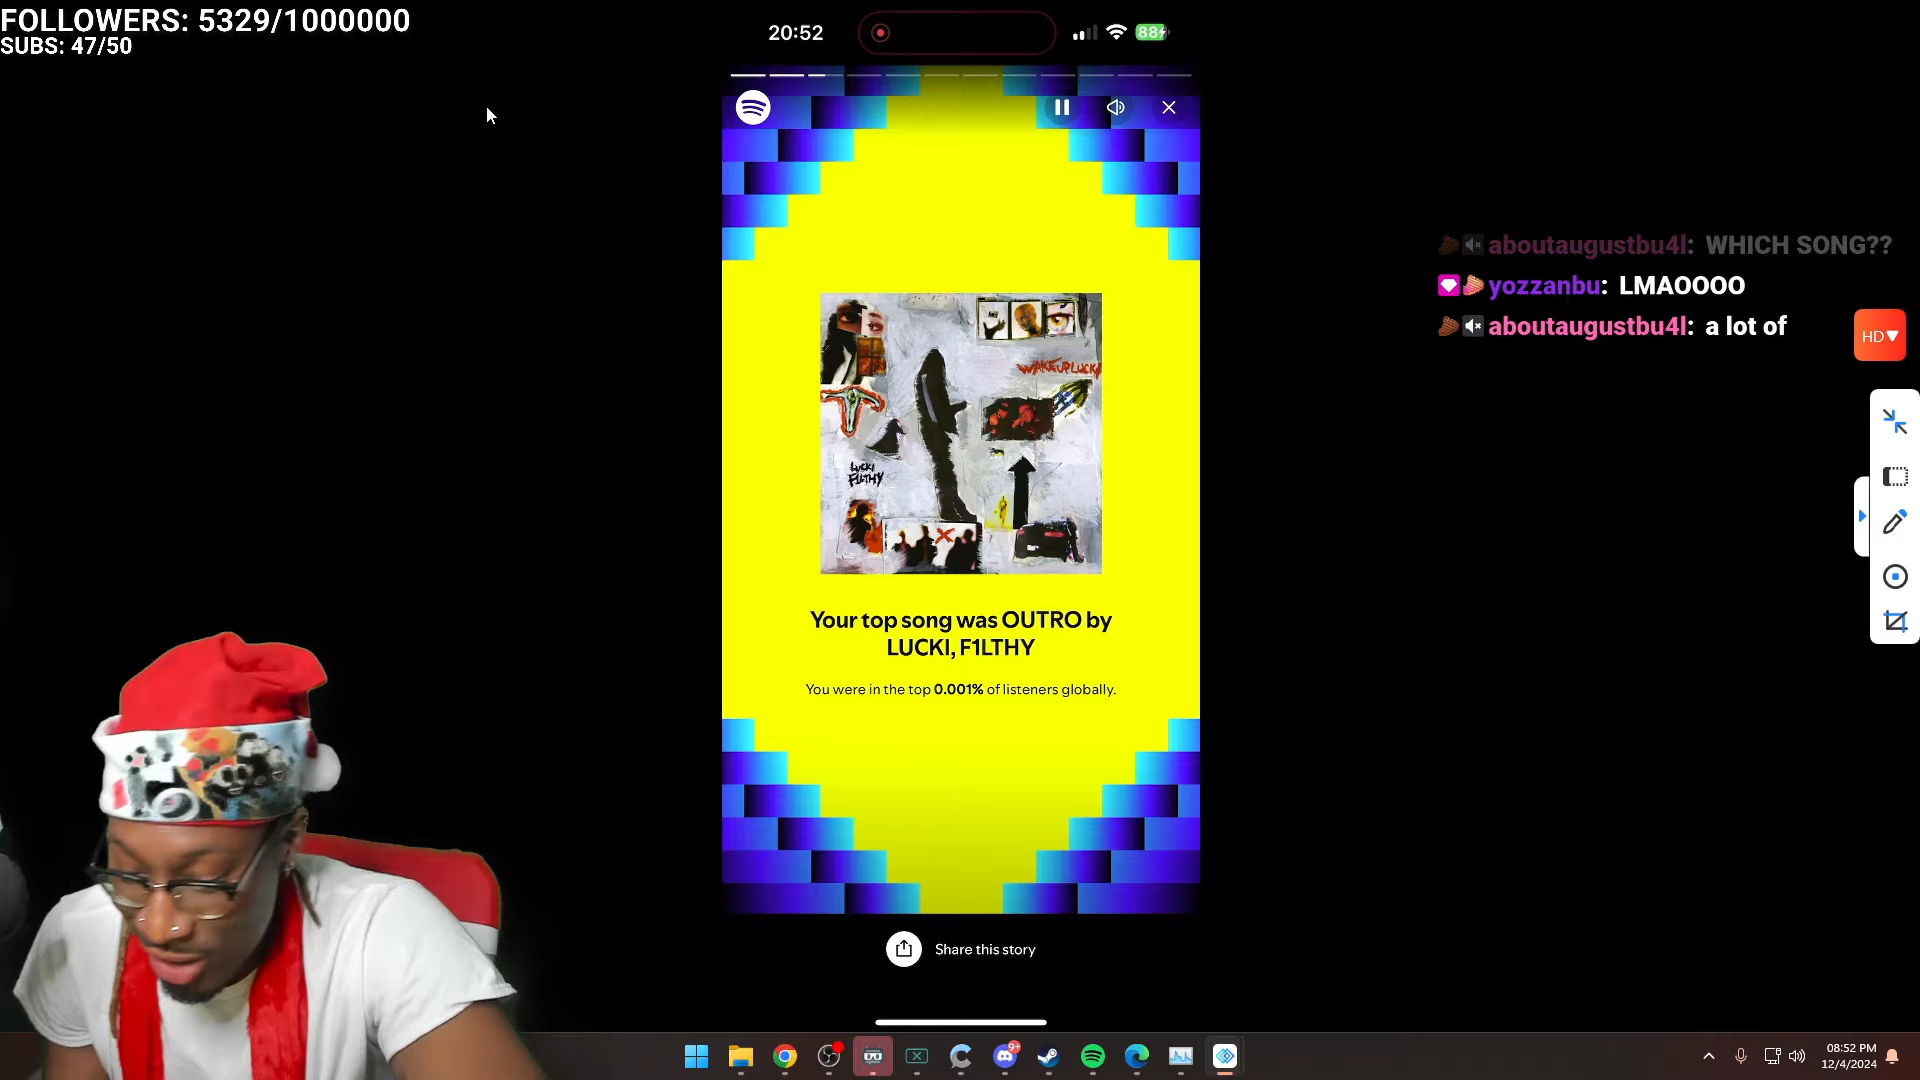 FOLLOWERS: 5329/1000000
SUBS: 47/50
20:52
88
aboutaugustbu4l: WHICH SONG??
yozzanbu: LMAOOOO
aboutaugustbu4l: a lot of
HD
WAKEUPLUCKI
LUCKI
F1LTHY
Your top song was OUTRO by
LUCKI, F1LTHY
You were in the top 0.001% of listeners globally.
Share this story
9+
08:52 PM
12/4/2024